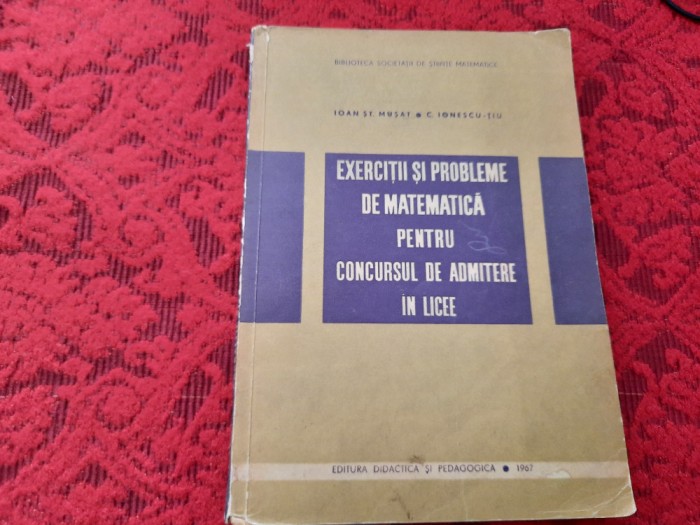 BIBLIOTECA SOCIETĂȚII DE ȘTIINȚE MATEMATICE
IOAN ȘT. MUȘAT • C. IONESCU-ȚIU
EXERCIȚII ȘI PROBLEME
DE MATEMATICĂ
PENTRU
CONCURSUL DE ADMITERE
ÎN LICEE
EDITURA DIDACTICĂ ȘI PEDAGOGICĂ • 1967